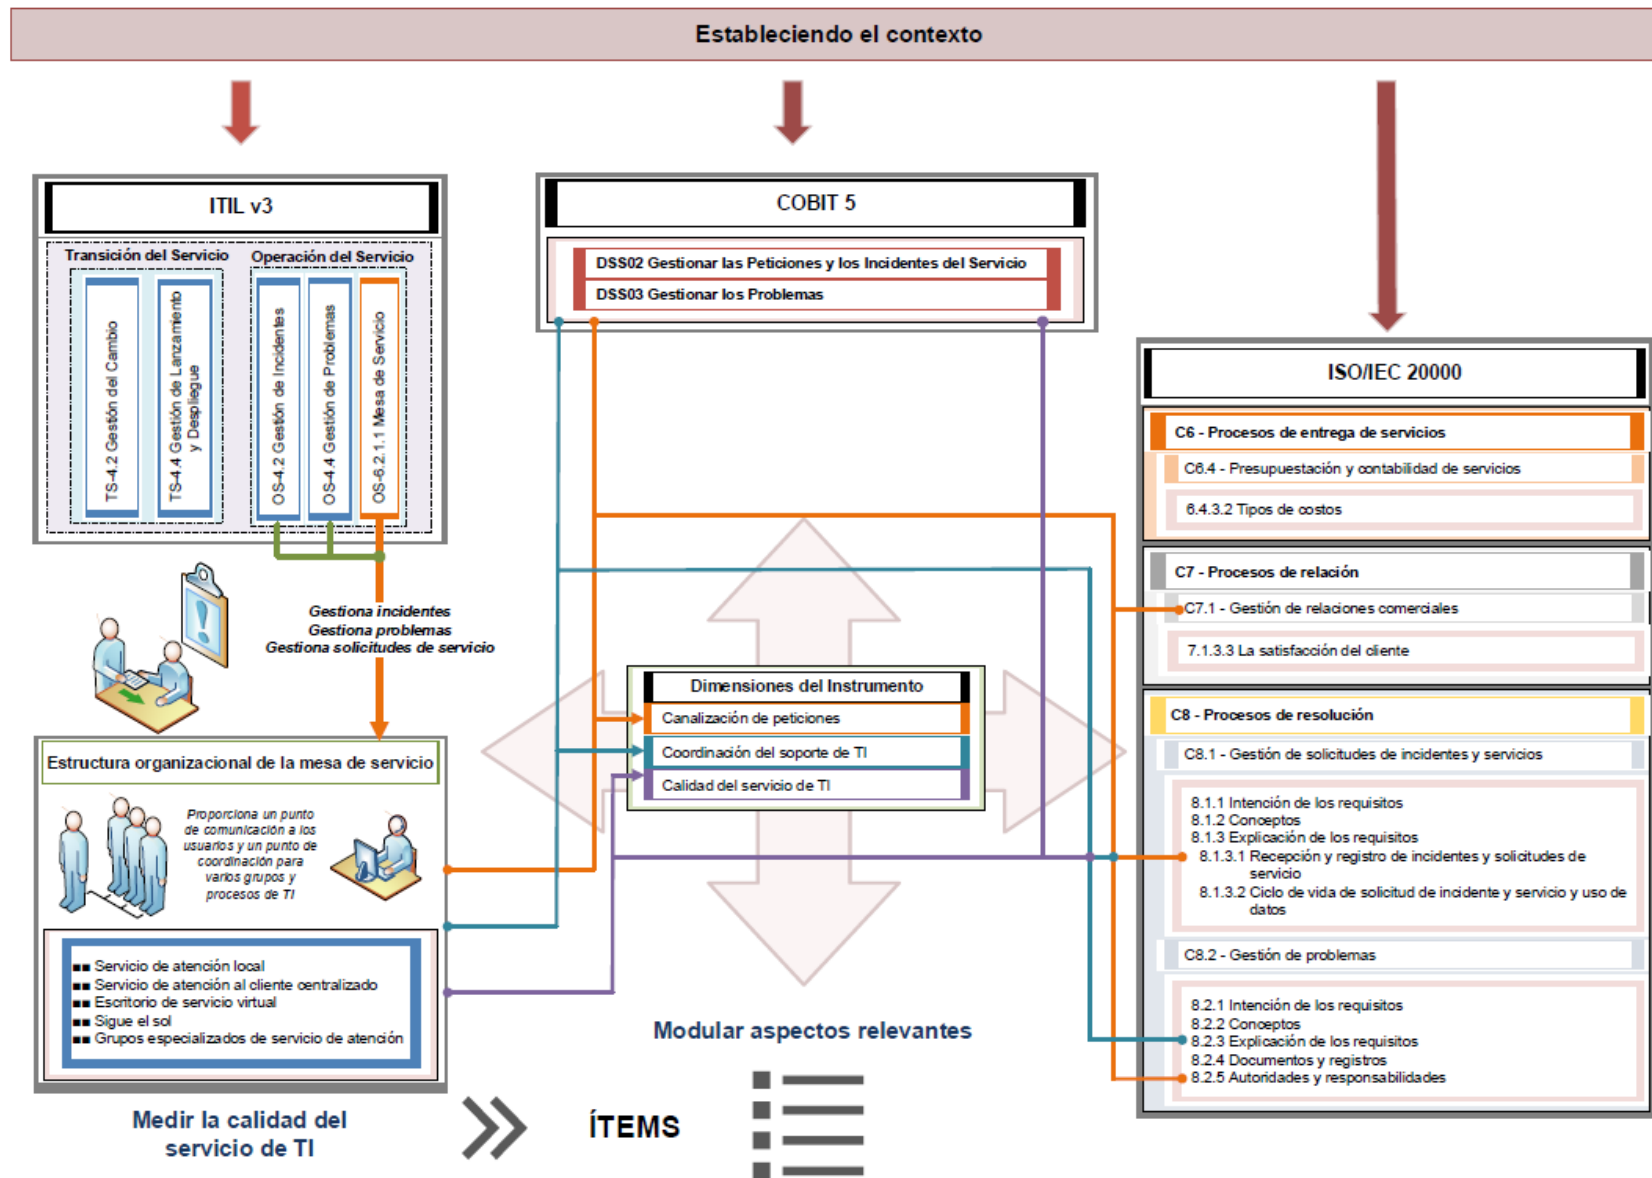 Estableciendo el contexto
ITIL v3
Transición del Servicio
Operación del Servicio
TS-4.2 Gestión del Cambio
TS-4.4 Gestión de Lanzamiento
y Despliegue
OS-4.2 Gestión de Incidentes
OS-4.4 Gestión de Problemas
OS-6.2.1.1 Mesa de Servicio
Gestiona incidentes
Gestiona problemas
Gestiona solicitudes de servicio
Estructura organizacional de la mesa de servicio
Proporciona un punto
de comunicación a los
usuarios y un punto de
coordinación para
varios grupos y
procesos de TI
Servicio de atención local
Servicio de atención al cliente centralizado
Escritorio de servicio virtual
Sigue el sol
Grupos especializados de servicio de atención
Medir la calidad del
servicio de TI
COBIT 5
DSS02 Gestionar las Peticiones y los Incidentes del Servicio
DSS03 Gestionar los Problemas
Dimensiones del Instrumento
Canalización de peticiones
Coordinación del soporte de TI
Calidad del servicio de TI
Modular aspectos relevantes
ÍTEMS
ISO/IEC 20000
C6 - Procesos de entrega de servicios
C6.4 - Presupuestación y contabilidad de servicios
6.4.3.2 Tipos de costos
C7 - Procesos de relación
C7.1 - Gestión de relaciones comerciales
7.1.3.3 La satisfacción del cliente
C8 - Procesos de resolución
C8.1 - Gestión de solicitudes de incidentes y servicios
8.1.1 Intención de los requisitos
8.1.2 Conceptos
8.1.3 Explicación de los requisitos
8.1.3.1 Recepción y registro de incidentes y solicitudes de
servicio
8.1.3.2 Ciclo de vida de solicitud de incidente y servicio y uso de
datos
C8.2 - Gestión de problemas
8.2.1 Intención de los requisitos
8.2.2 Conceptos
8.2.3 Explicación de los requisitos
8.2.4 Documentos y registros
8.2.5 Autoridades y responsabilidades